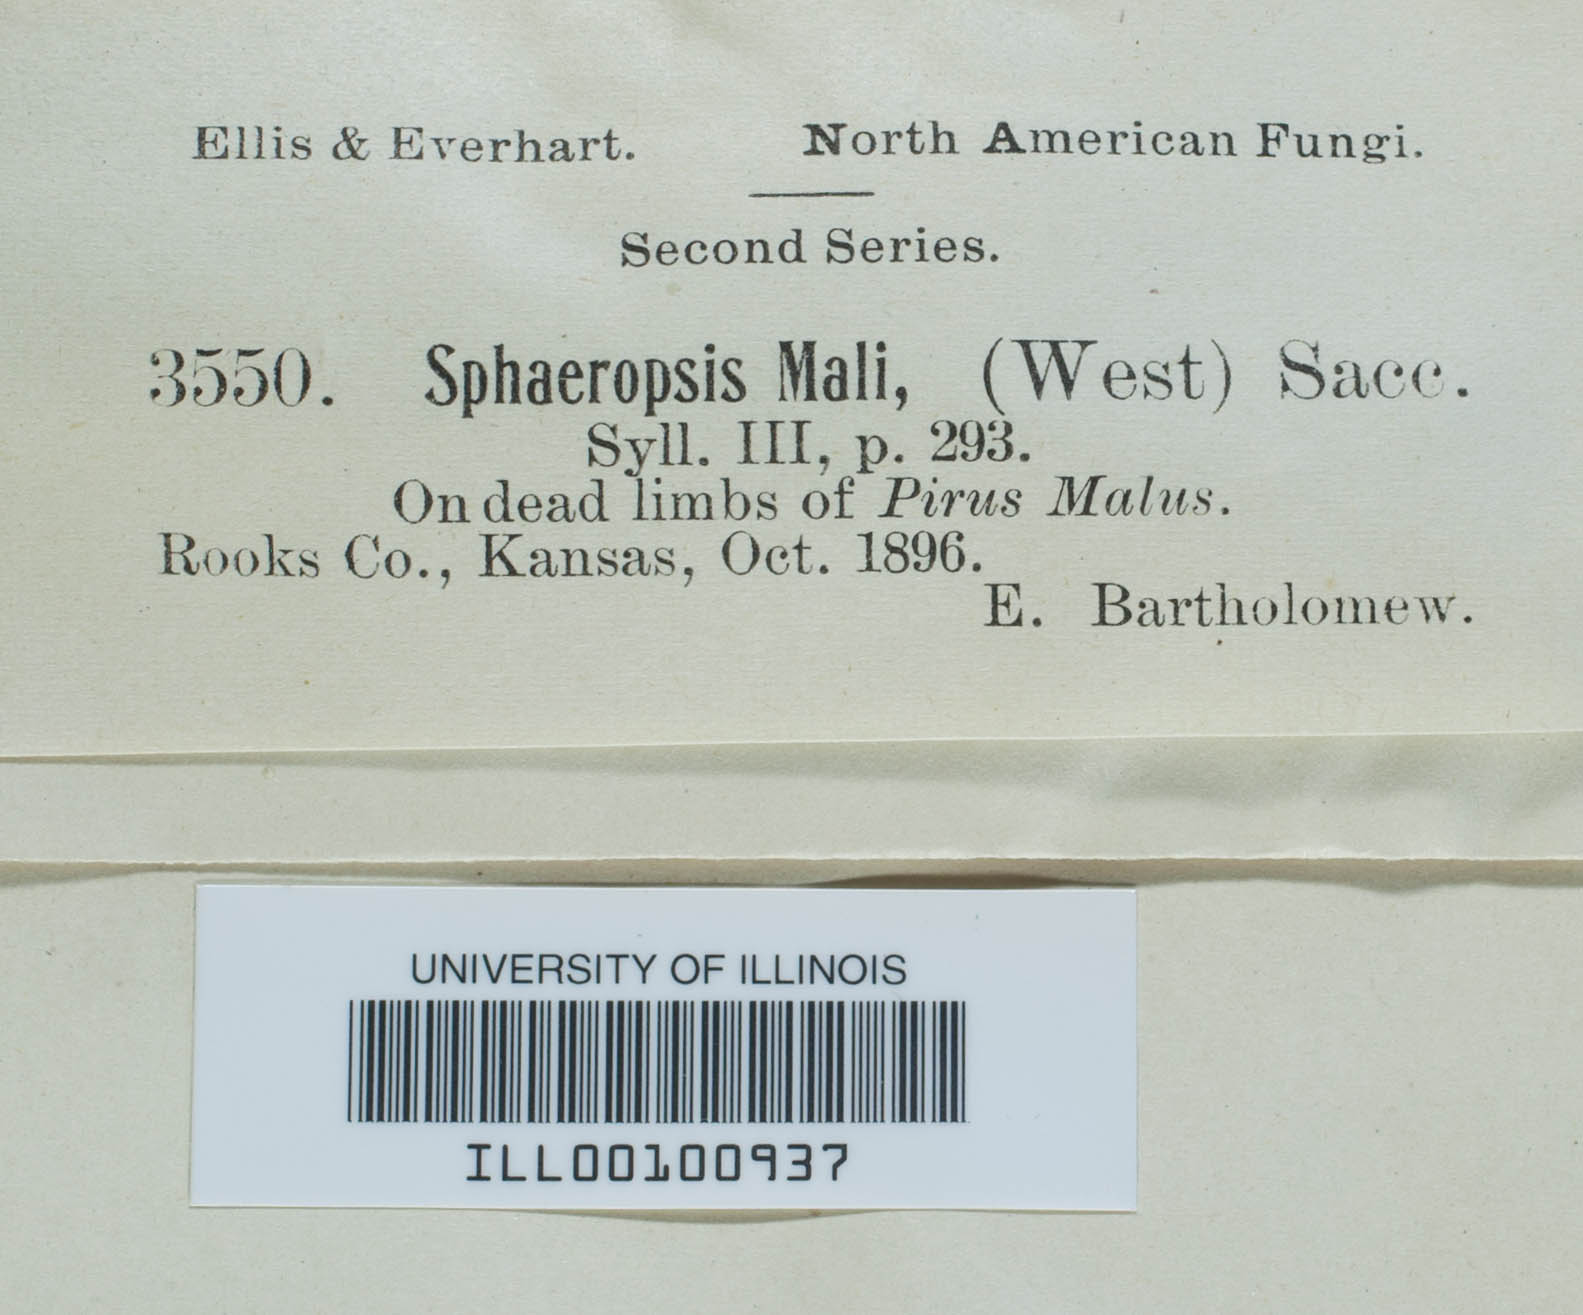 Ellis & Everhart. North American Fungi.
Second Series.
3550. Sphaeropsis Mali, (West) Sacc.
Syll. III, p. 293.
On dead limbs of Pirus Malus.
Rooks Co., Kansas, Oct. 1896.
E. Bartholomew.
UNIVERSITY OF ILLINOIS
ILL00100937